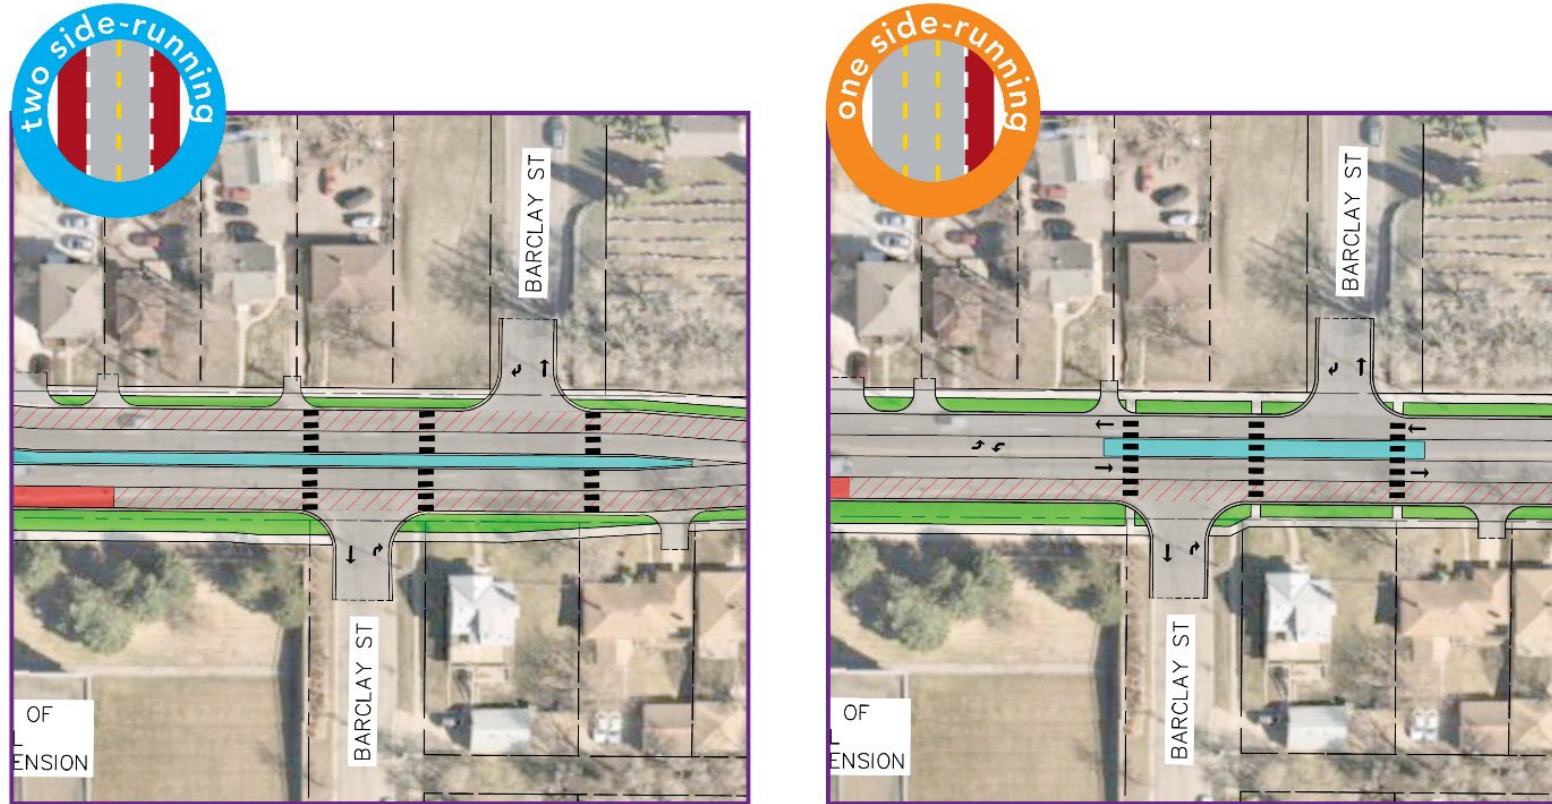 two side-running
one side-running
BARCLAY ST
BARCLAY ST
BARCLAY ST
BARCLAY ST
OF
L
ENSION
OF
L
ENSION